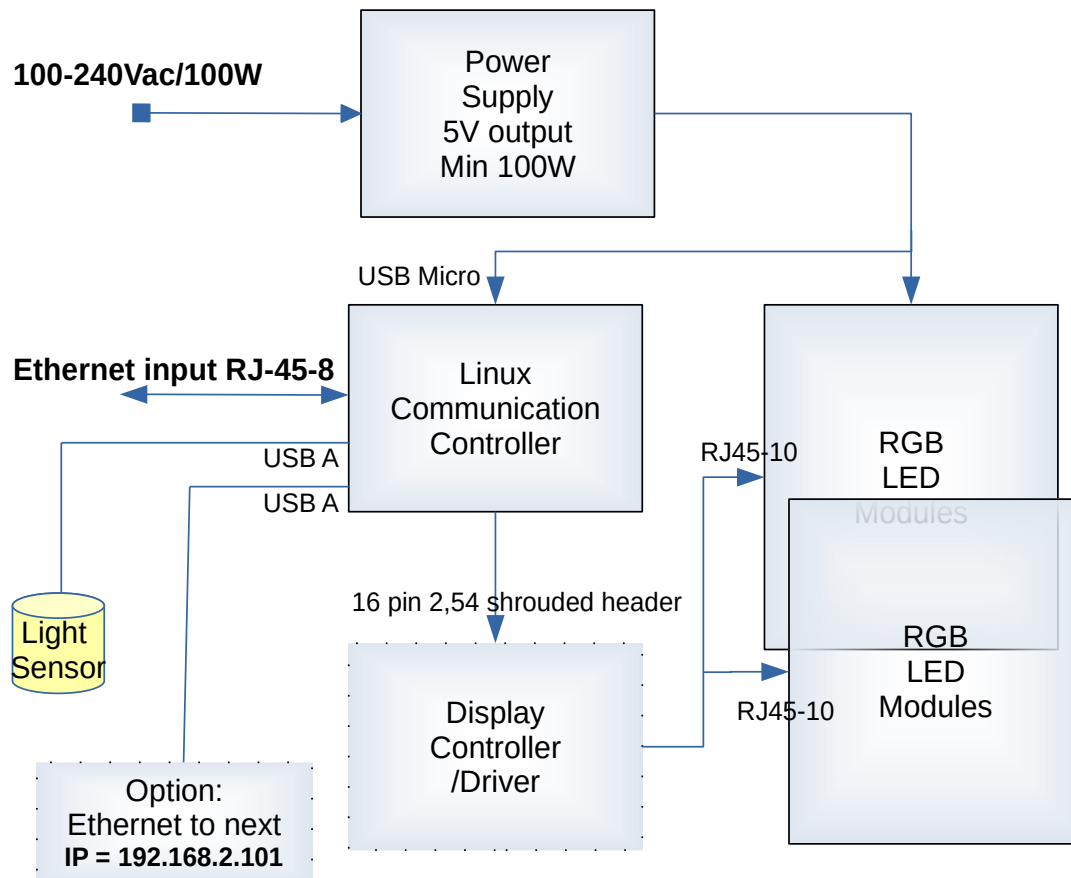 100-240Vac/100W
Power
Supply
5V output
Min 100W
USB Micro
Ethernet input RJ-45-8
Linux
Communication
Controller
USB A
USB A
RJ45-10
RGB
LED
Modules
16 pin 2,54 shrouded header
Light
Sensor
RGB
LED
Modules
RJ45-10
Display
Controller
/Driver
Option:
Ethernet to next
IP = 192.168.2.101